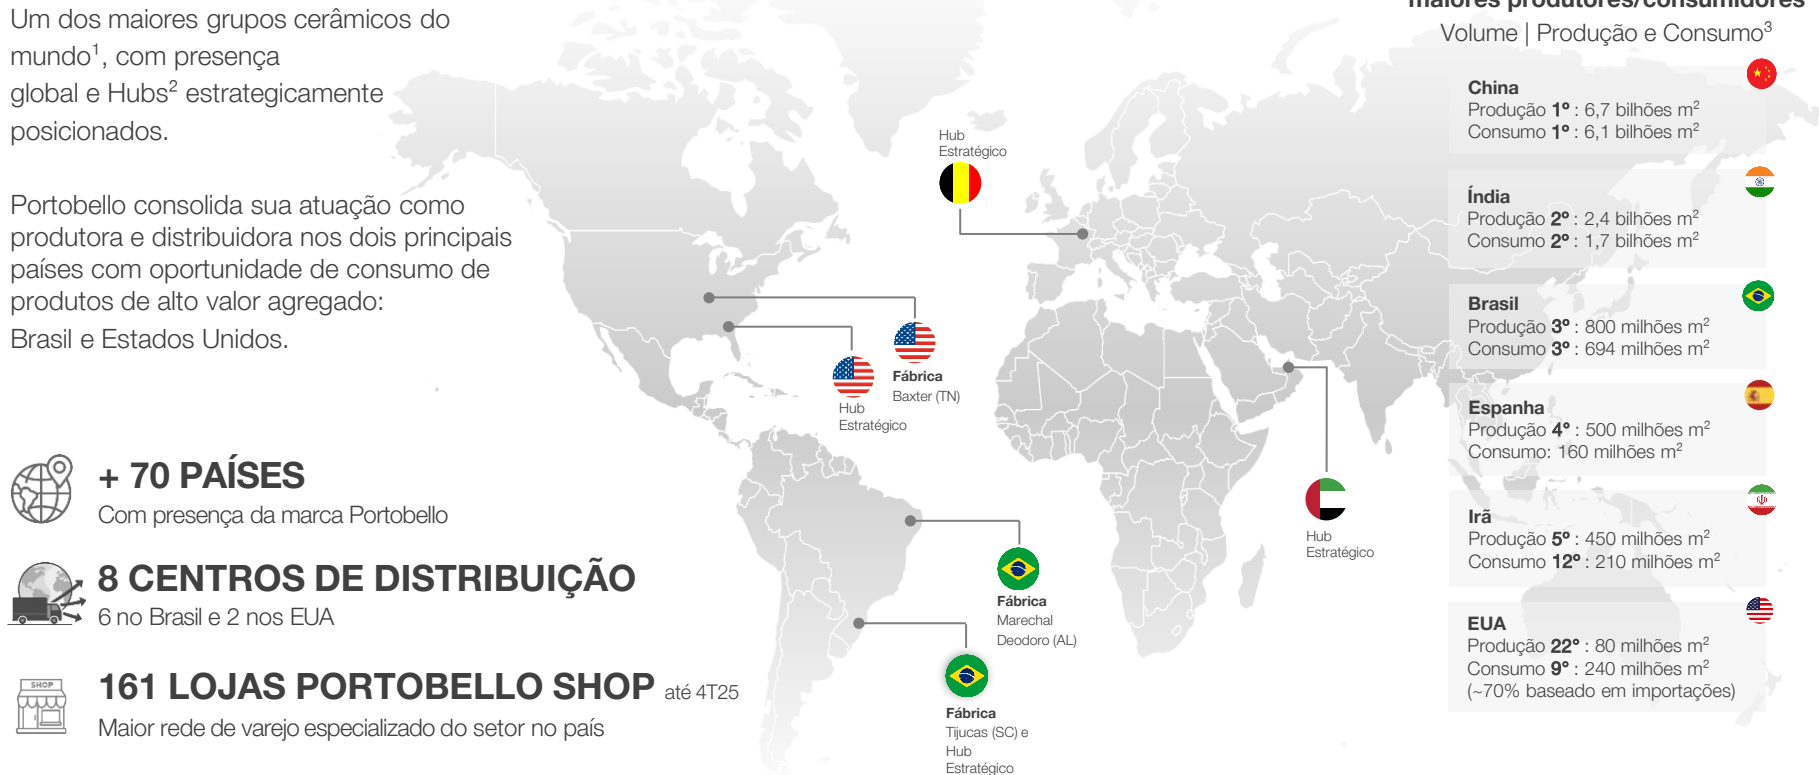 Um dos maiores grupos cerâmicos do
mundo¹, com presença
global e Hubs² estrategicamente
posicionados.
Portobello consolida sua atuação como
produtora e distribuidora nos dois principais
países com oportunidade de consumo de
produtos de alto valor agregado:
Brasil e Estados Unidos.
+ 70 PAÍSES
Com presença da marca Portobello
8 CENTROS DE DISTRIBUIÇÃO
6 no Brasil e 2 nos EUA
SHOP
161 LOJAS PORTOBELLO SHOP até 4T25
Maior rede de varejo especializado do setor no país
Hub
Estratégico
Fábrica
Baxter (TN)
Hub
Estratégico
Hub
Estratégico
Fábrica
Marechal
Deodoro (AL)
Fábrica
Tijucas (SC) e
Hub
Estratégico
maiores produtores/consumidores
Volume | Produção e Consumo³
China
Produção 1º : 6,7 bilhões m²
Consumo 1º : 6,1 bilhões m²
Índia
Produção 2º : 2,4 bilhões m²
Consumo 2º : 1,7 bilhões m²
Brasil
Produção 3º : 800 milhões m²
Consumo 3º : 694 milhões m²
Espanha
Produção 4º : 500 milhões m²
Consumo: 160 milhões m²
Irã
Produção 5º : 450 milhões m²
Consumo 12º : 210 milhões m²
EUA
Produção 22° : 80 milhões m²
Consumo 9° : 240 milhões m²
(~70% baseado em importações)